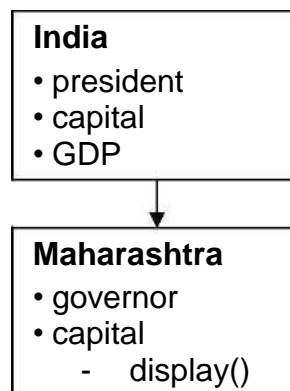 India
• president
• capital
• GDP
Maharashtra
• governor
• capital
- display()